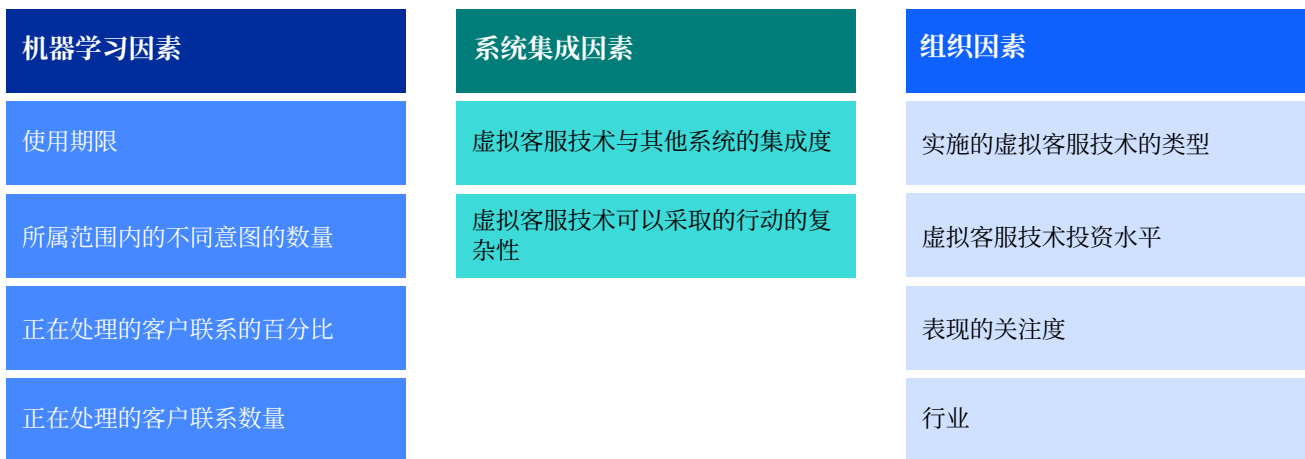 机器学习因素
使用期限
所属范围内的不同意图的数量
正在处理的客户联系的百分比
正在处理的客户联系数量
系统集成因素
虚拟客服技术与其他系统的集成度
虚拟客服技术可以采取的行动的复
杂性
组织因素
实施的虚拟客服技术的类型
虚拟客服技术投资水平
表现的关注度
行业